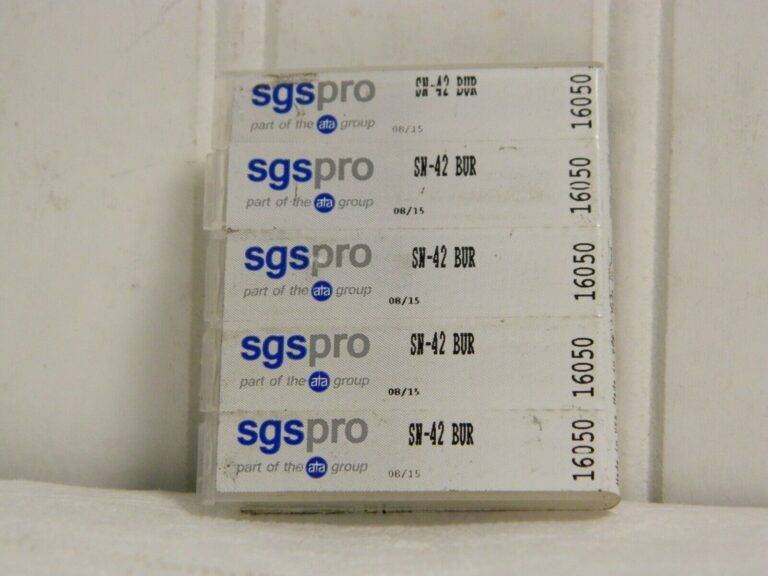 sgspro SN-42 BUR 16050
part of the ata group 08/15
sgspro SN-42 BUR 16050
part of the ata group 08/15
sgspro SN-42 BUR 16050
part of the ata group 08/15
sgspro SN-42 BUR 16050
part of the ata group 08/15
sgspro SN-42 BUR 16050
part of the ata group 08/15